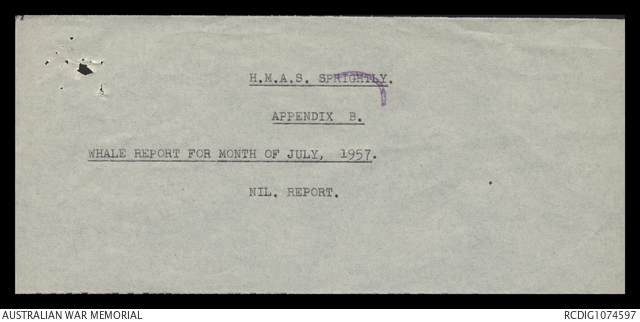 H.M.A.S. SPRIGHTLY.
APPENDIX B.
WHALE REPORT FOR MONTH OF JULY, 1957.
NIL. REPORT.
AUSTRALIAN WAR MEMORIAL
RCDIG1074597